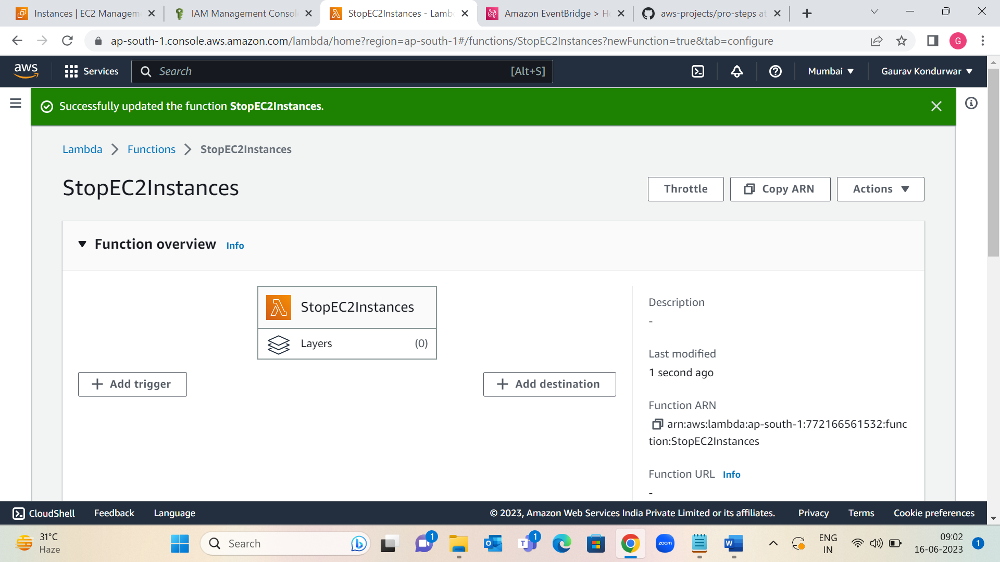 Instances | EC2 Managem
IAM Management Consol
StopEC2Instances - Lamb
Amazon EventBridge > H
aws-projects/pro-steps at
ap-south-1.console.aws.amazon.com/lambda/home?region=ap-south-1#/functions/StopEC2Instances?newFunction=true&tab=configure
G
aws
Services
Search
[Alt+S]
Mumbai
Gaurav Kondurwar
Successfully updated the function StopEC2Instances.
Lambda
Functions
StopEC2Instances
StopEC2Instances
Throttle
Copy ARN
Actions
Function overview Info
StopEC2Instances
Layers (0)
Add trigger
Add destination
Description
-
Last modified
1 second ago
Function ARN
arn:aws:lambda:ap-south-1:772166561532:func
tion:StopEC2Instances
Function URL Info
-
CloudShell
Feedback
Language
© 2023, Amazon Web Services India Private Limited or its affiliates.
Privacy
Terms
Cookie preferences
31°C
Haze
Search
1
1
zoom
W
ENG
IN
09:02
16-06-2023
1